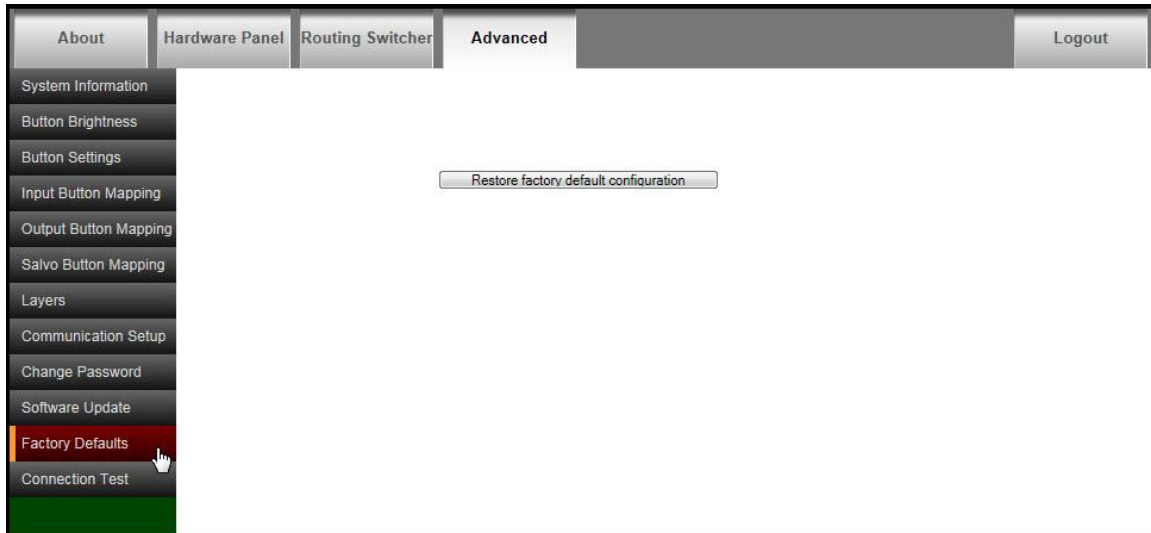 About
Hardware Panel
Routing Switcher
Advanced
Logout
System Information
Button Brightness
Button Settings
Input Button Mapping
Output Button Mapping
Salvo Button Mapping
Layers
Communication Setup
Change Password
Software Update
Factory Defaults
Connection Test
Restore factory default configuration